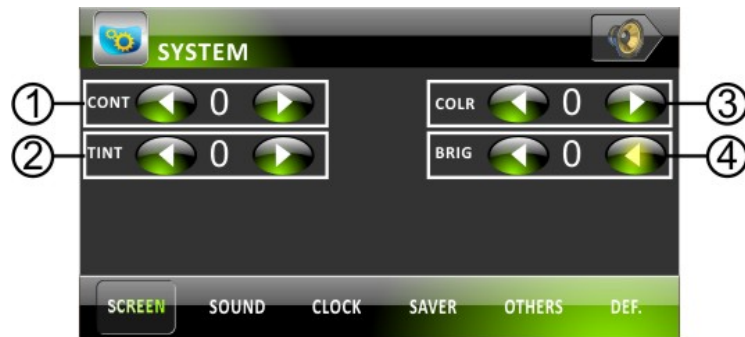 SYSTEM
① CONT 0 COLR 0 ③
② TINT 0 BRIG 0 ④
SCREEN SOUND CLOCK SAVER OTHERS DEF.